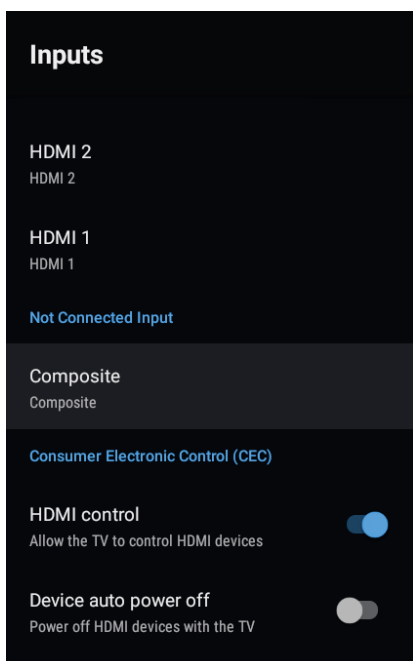 Inputs
HDMI 2
HDMI 2
HDMI 1
HDMI 1
Not Connected Input
Composite
Composite
Consumer Electronic Control (CEC)
HDMI control
Allow the TV to control HDMI devices
Device auto power off
Power off HDMI devices with the TV